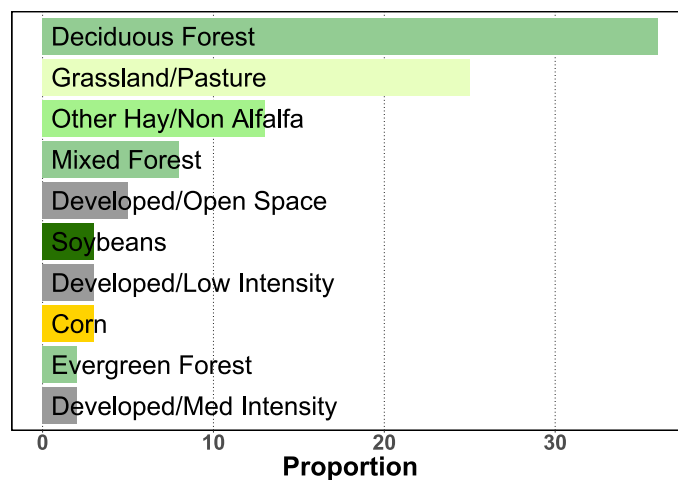 Deciduous Forest
Grassland/Pasture
Other Hay/Non Alfalfa
Mixed Forest
Developed/Open Space
Soybeans
Developed/Low Intensity
Corn
Evergreen Forest
Developed/Med Intensity
0 10 20 30
Proportion